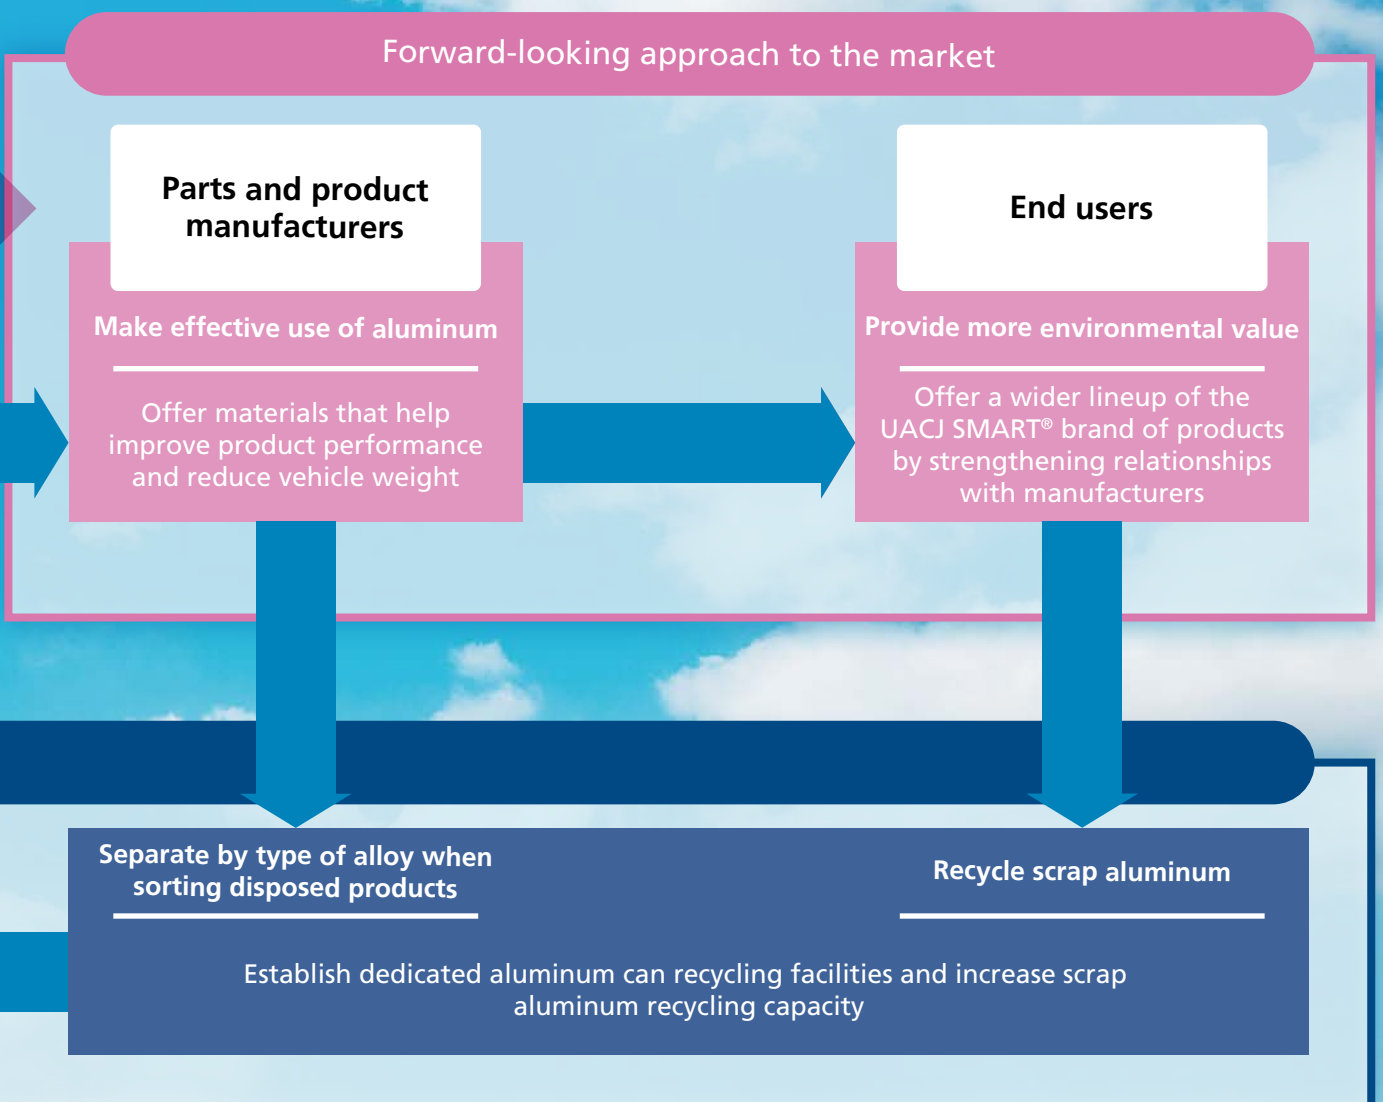 Forward-looking approach to the market
Parts and product
manufacturers
Make effective use of aluminum
Offer materials that help
improve product performance
and reduce vehicle weight
End users
Provide more environmental value
Offer a wider lineup of the
UACJ SMART® brand of products
by strengthening relationships
with manufacturers
Separate by type of alloy when
sorting disposed products
Recycle scrap aluminum
Establish dedicated aluminum can recycling facilities and increase scrap
aluminum recycling capacity